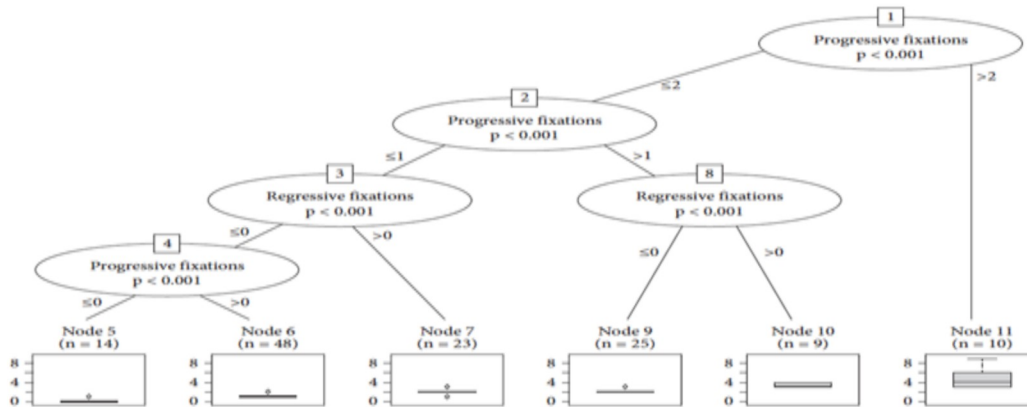 1
Progressive fixations
p < 0.001
≤2
>2
2
Progressive fixations
p < 0.001
≤1
>1
3
Regressive fixations
p < 0.001
8
Regressive fixations
p < 0.001
≤0
>0
≤0
>0
4
Progressive fixations
p < 0.001
≤0
>0
Node 5
(n = 14)
Node 6
(n = 48)
Node 7
(n = 23)
Node 9
(n = 25)
Node 10
(n = 9)
Node 11
(n = 10)
8
4
0
8
4
0
8
4
0
8
4
0
8
4
0
8
4
0